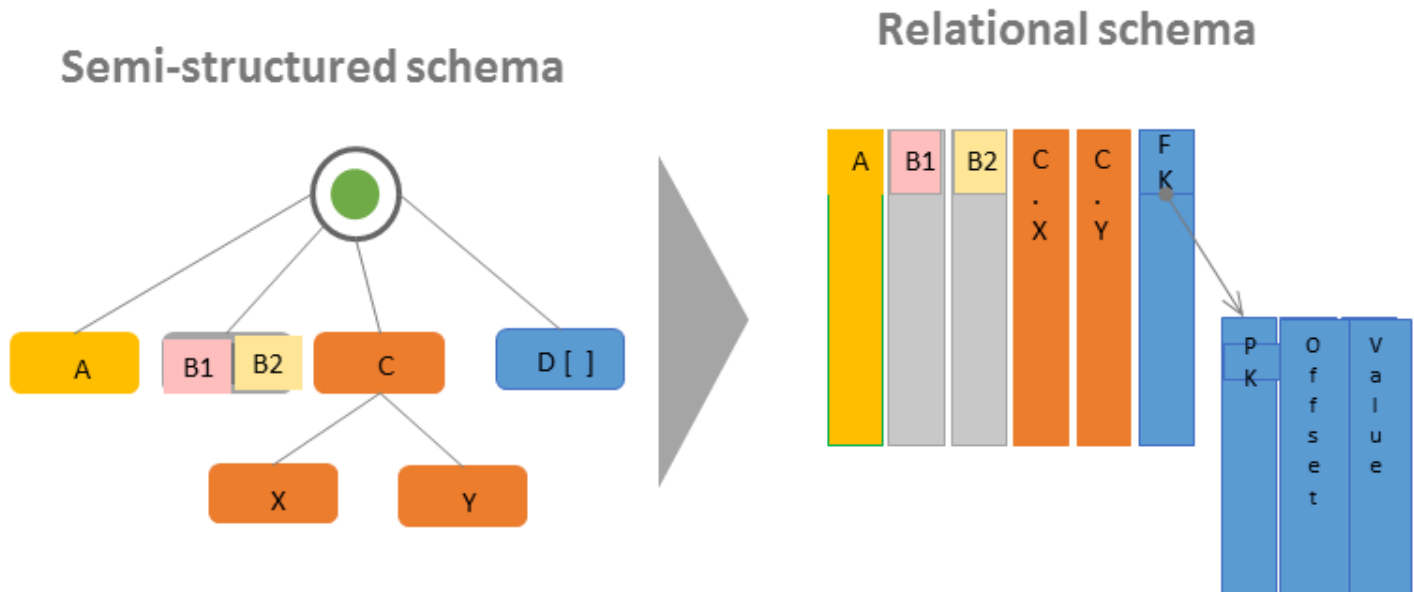 Semi-structured schema
Relational schema
A
B1
B2
C
D [ ]
X
Y
A
B1
B2
C
.
X
C
.
Y
F
K
P
K
O
f
f
s
e
t
V
a
l
u
e